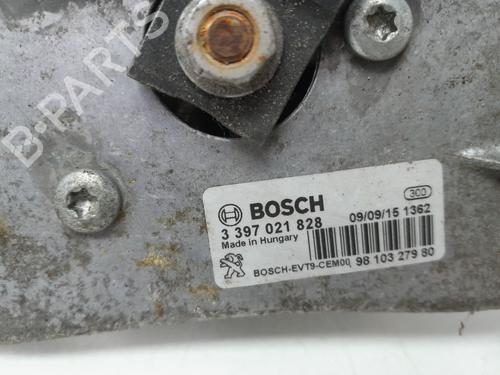 B-PARTS
300
BOSCH
3 397 021 828
09/09/15 1362
Made in Hungary
BOSCH-EVT9-CEM00
98 103 279 80